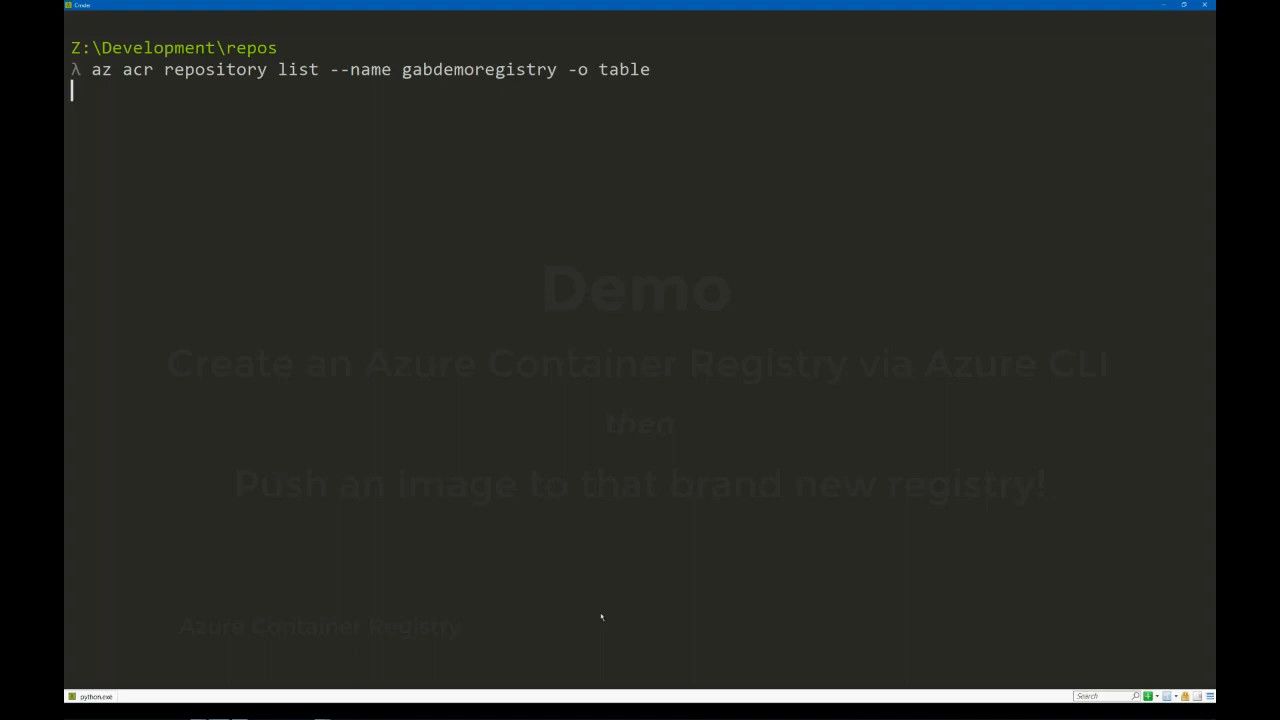 Cmder
Z:\Development\repos
λ az acr repository list --name gabdemoregistry -o table
Demo
Create an Azure Container Registry via Azure CLI
then
Push an image to that brand new registry!
Azure Container Registry
python.exe
Search